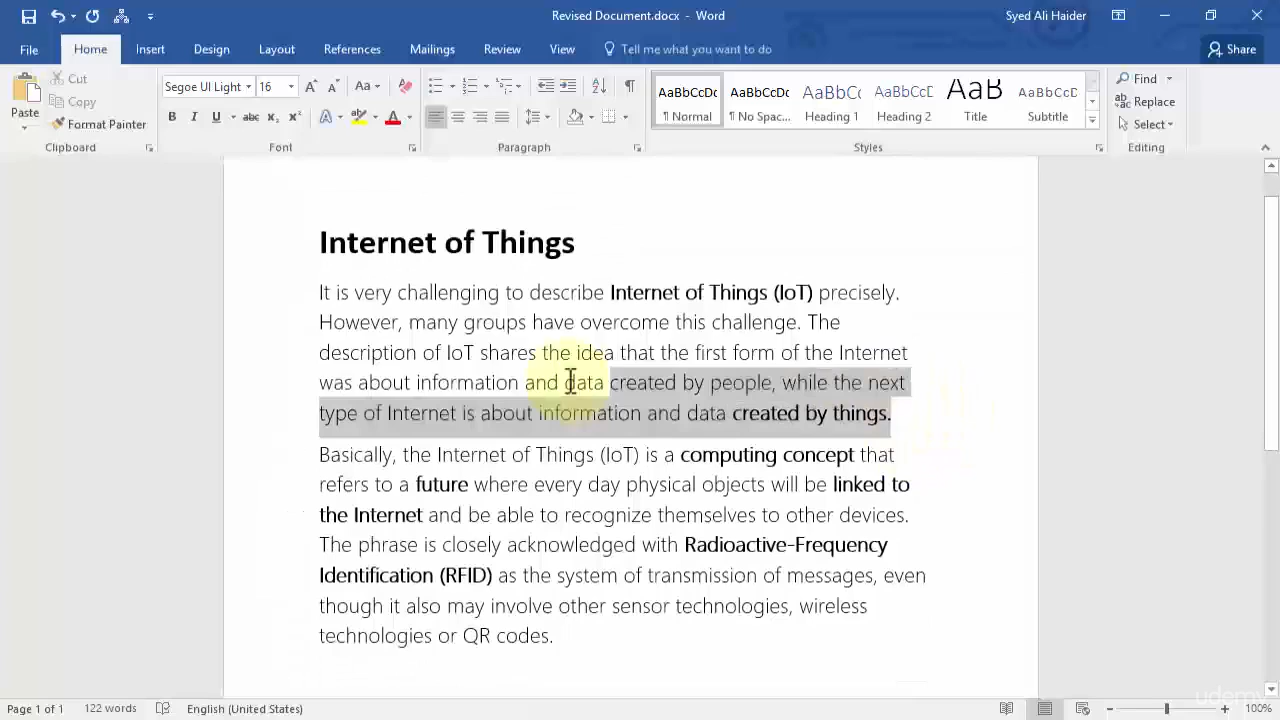 Revised Document.docx - Word
Syed Ali Haider
File Home Insert Design Layout References Mailings Review View Tell me what you want to do Share
Paste
Cut
Copy
Format Painter
Clipboard
Segoe UI Light 16
Font
Paragraph
AaBbCcDc AaBbCcDc AaBbCc AaBbCcD AaB AaBbCcD
¶ Normal ¶ No Spac... Heading 1 Heading 2 Title Subtitle
Styles
Find
Replace
Select
Editing
Internet of Things
It is very challenging to describe Internet of Things (IoT) precisely.
However, many groups have overcome this challenge. The
description of IoT shares the idea that the first form of the Internet
was about information and data created by people, while the next
type of Internet is about information and data created by things.
Basically, the Internet of Things (IoT) is a computing concept that
refers to a future where every day physical objects will be linked to
the Internet and be able to recognize themselves to other devices.
The phrase is closely acknowledged with Radioactive-Frequency
Identification (RFID) as the system of transmission of messages, even
though it also may involve other sensor technologies, wireless
technologies or QR codes.
Page 1 of 1 122 words English (United States) 100%
udemy